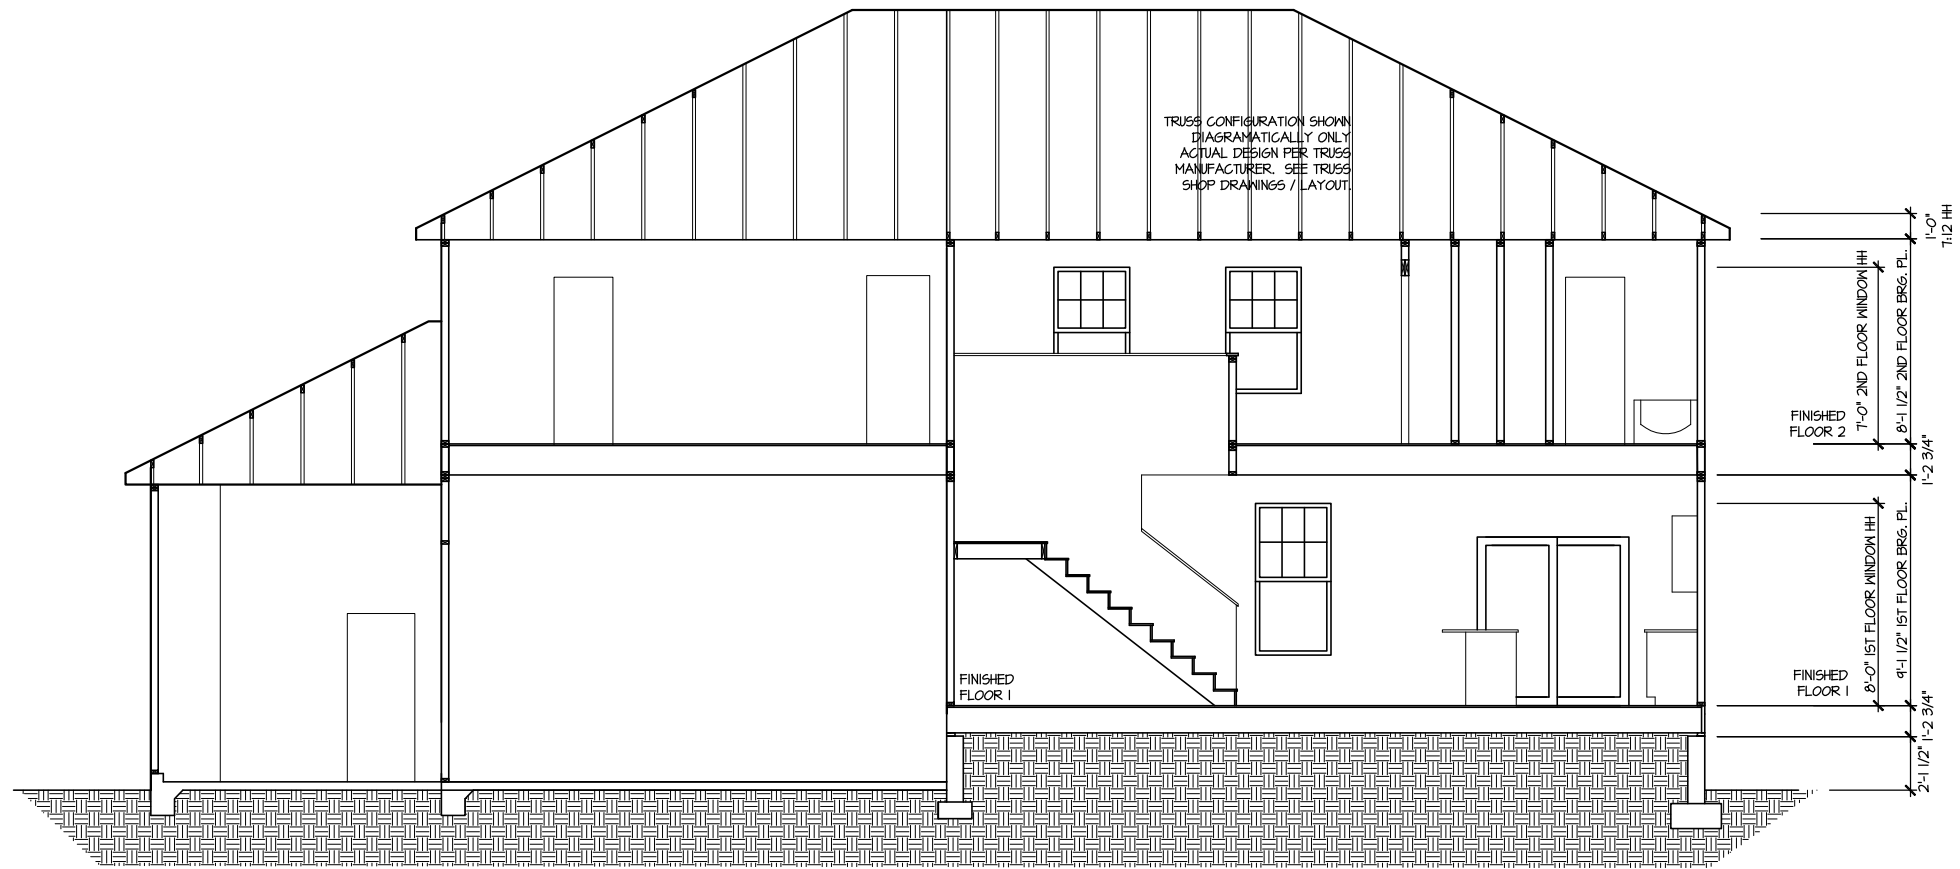 TRUSS CONFIGURATION SHOWN
DIAGRAMATICALLY ONLY
ACTUAL DESIGN PER TRUSS
MANUFACTURER. SEE TRUSS
SHOP DRAWINGS / LAYOUT.
1'-0"
7:12 HH
7'-0" 2ND FLOOR WINDOW HH
8'-1 1/2" 2ND FLOOR BRG. PL.
FINISHED
FLOOR 2
1'-2 3/4"
8'-0" 1ST FLOOR WINDOW HH
9'-1 1/2" 1ST FLOOR BRG. PL.
FINISHED
FLOOR 1
FINISHED
FLOOR 1
1'-2 3/4"
2'-1 1/2"